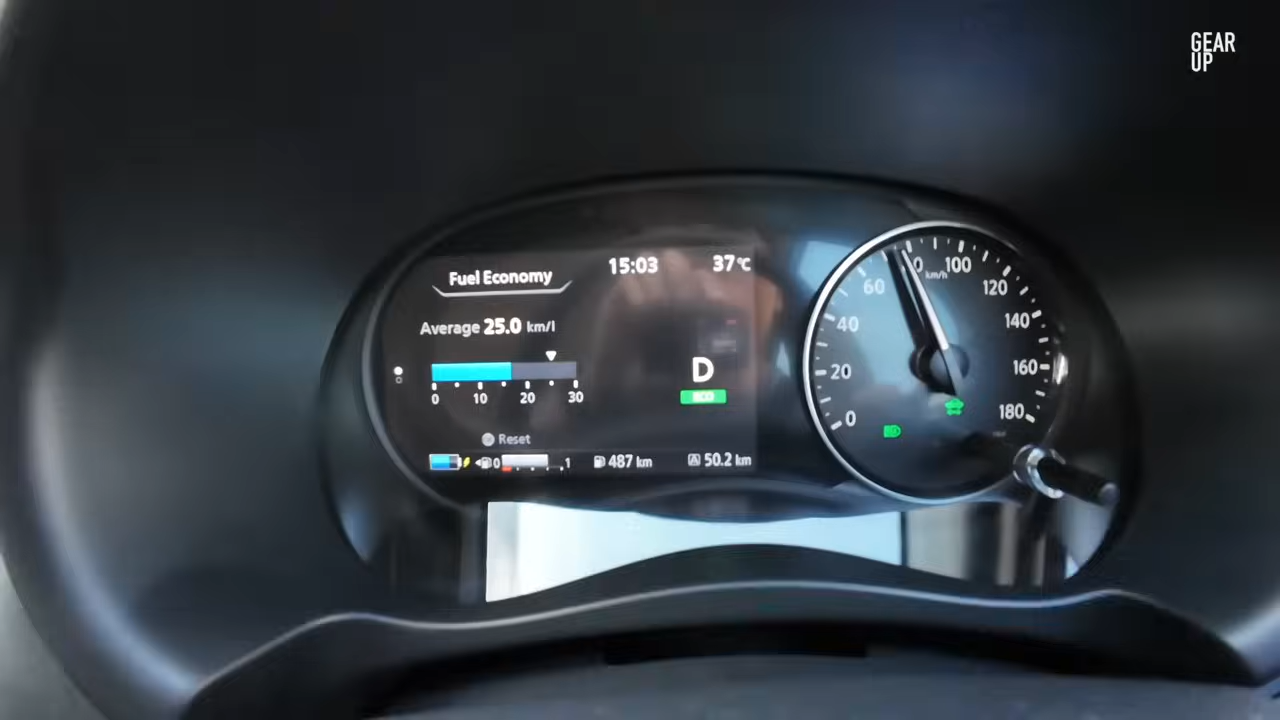 GEAR
UP
15:03 37℃
Fuel Economy
Average 25.0 km/l
0 10 20 30
D
ECO
Reset
0 1 487 km A 50.2 km
0 20 40 60 0 100 120 140 160 180
km/h